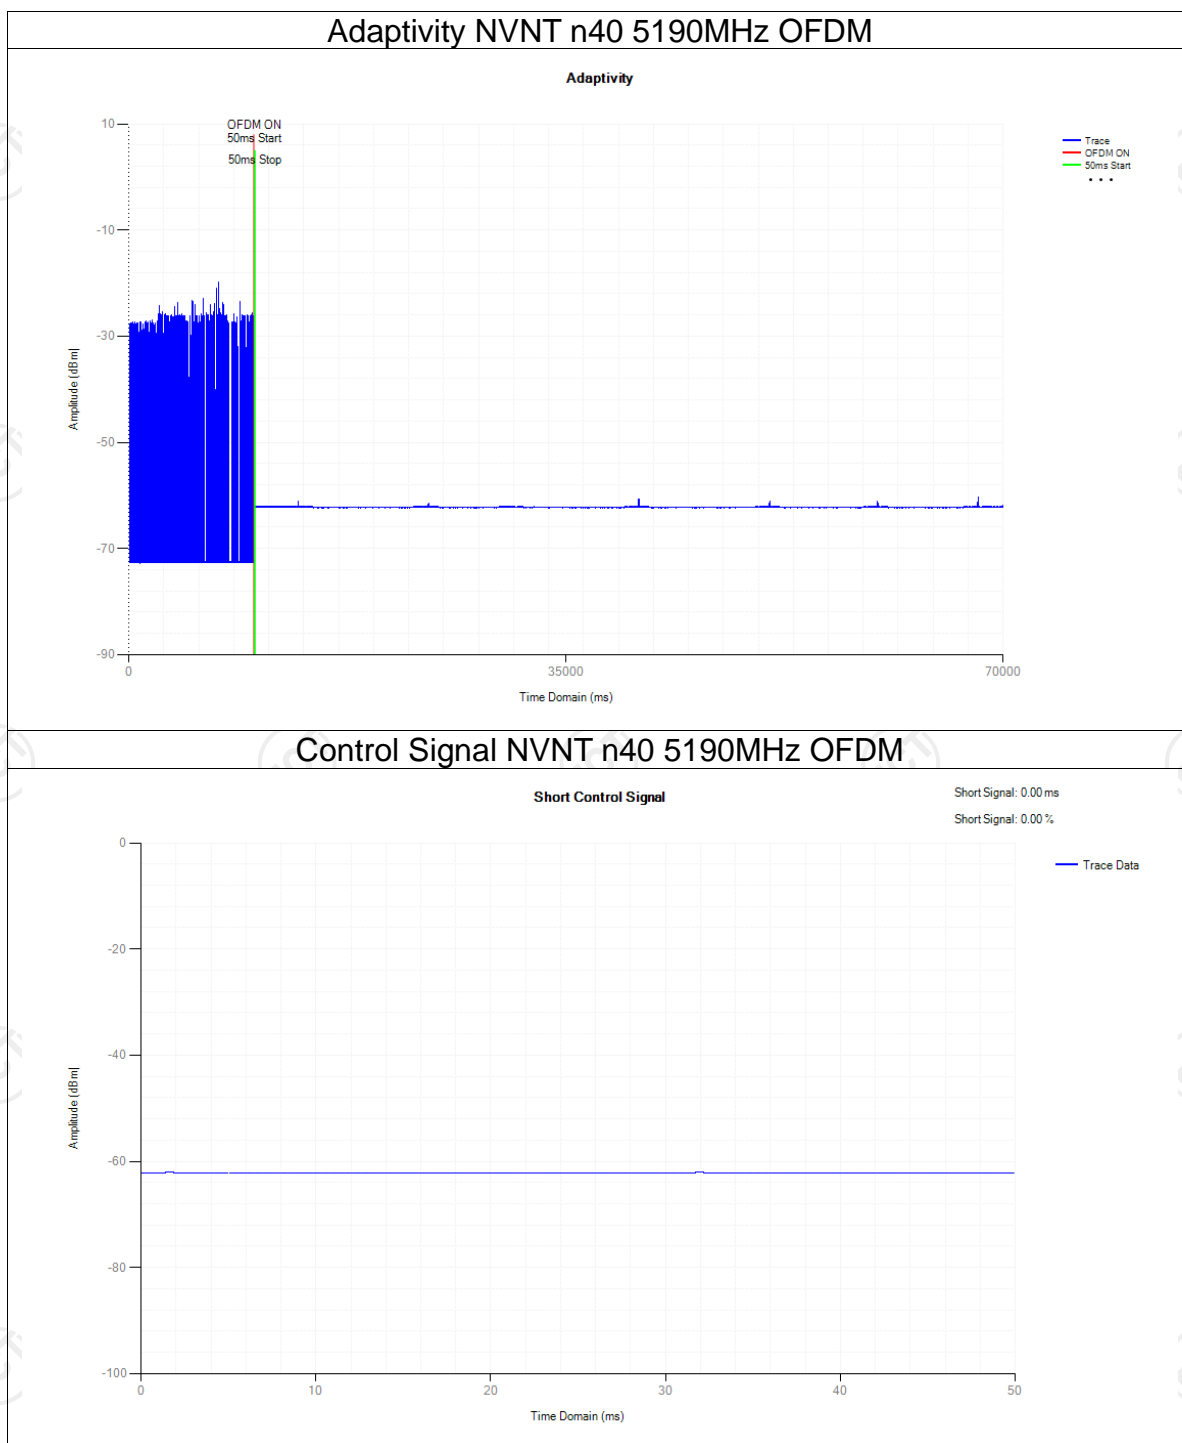 Adaptivity NVNT n40 5190MHz OFDM
Adaptivity
OFDM ON
50ms Start
50ms Stop
Trace
OFDM ON
50ms Start
...
10
-10
-30
-50
-70
-90
Amplitude [dBm]
0
35000
70000
Time Domain (ms)
Control Signal NVNT n40 5190MHz OFDM
Short Control Signal
Short Signal: 0.00 ms
Short Signal: 0.00 %
Trace Data
0
-20
-40
-60
-80
-100
Amplitude [dBm]
0
10
20
30
40
50
Time Domain (ms)